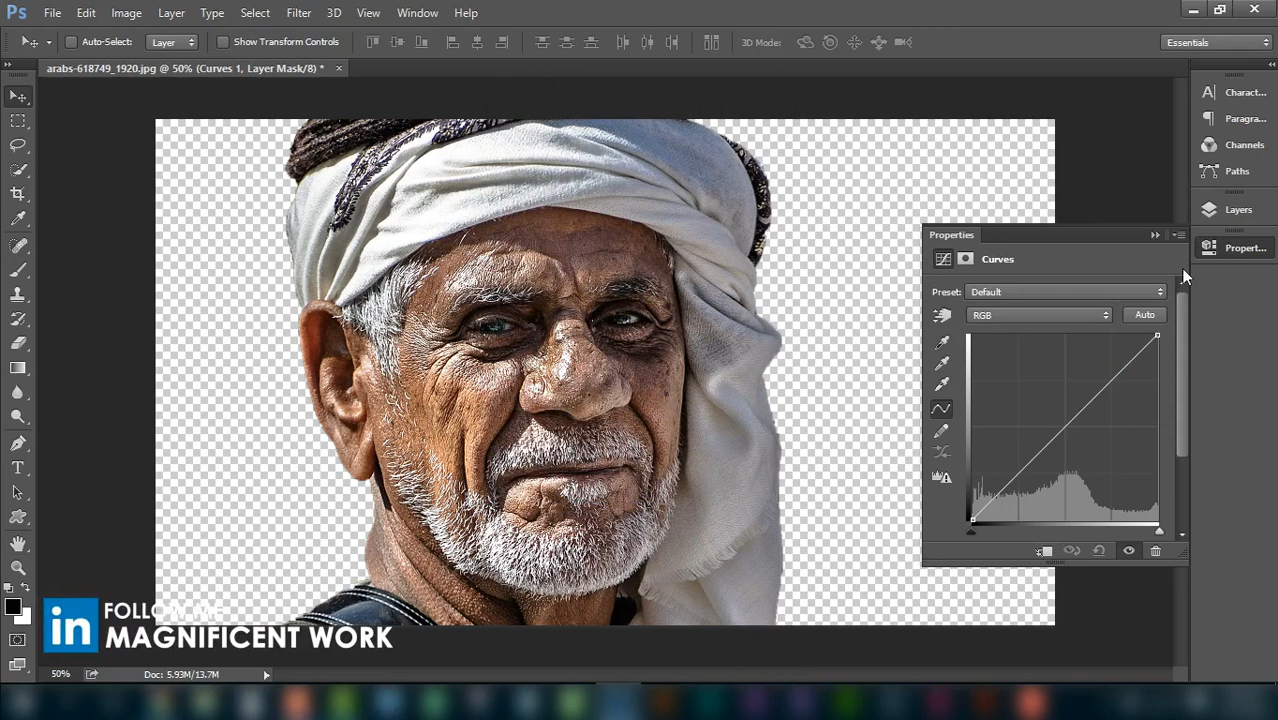 Ps File Edit Image Layer Type Select Filter 3D View Window Help
Auto-Select: Layer Show Transform Controls 3D Mode: Essentials
arabs-618749_1920.jpg @ 50% (Curves 1, Layer Mask/8) * ×
Charact...
Paragra...
Channels
Paths
Layers
Propert...
Properties
Curves
Preset: Default
RGB Auto
in FOLLOW ME
MAGNIFICENT WORK
50% Doc: 5.93M/13.7M